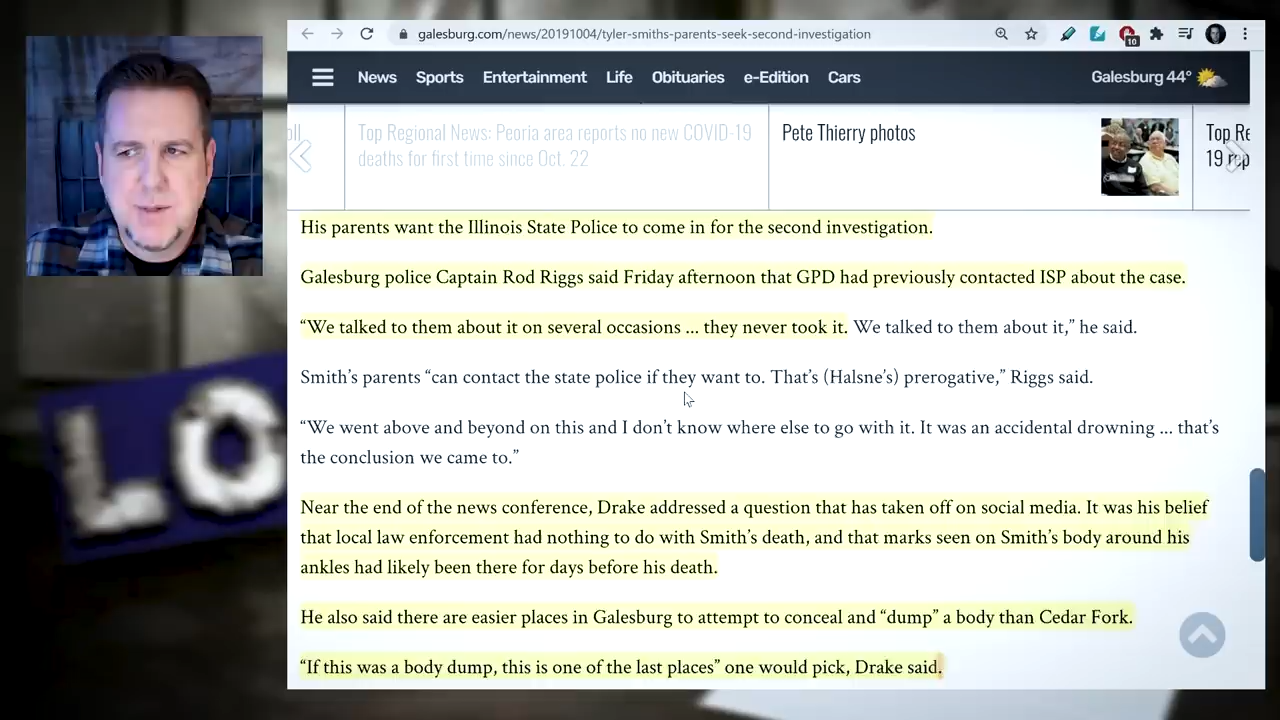 galesburg.com/news/20191004/tyler-smiths-parents-seek-second-investigation
10
News Sports Entertainment Life Obituaries e-Edition Cars
Galesburg 44°
Top Regional News: Peoria area reports no new COVID-19
deaths for first time since Oct. 22
Pete Thierry photos
Top Re
19 rep
His parents want the Illinois State Police to come in for the second investigation.
Galesburg police Captain Rod Riggs said Friday afternoon that GPD had previously contacted ISP about the case.
“We talked to them about it on several occasions ... they never took it. We talked to them about it,” he said.
Smith’s parents “can contact the state police if they want to. That’s (Halsne’s) prerogative,” Riggs said.
“We went above and beyond on this and I don’t know where else to go with it. It was an accidental drowning ... that’s
the conclusion we came to.”
Near the end of the news conference, Drake addressed a question that has taken off on social media. It was his belief
that local law enforcement had nothing to do with Smith’s death, and that marks seen on Smith’s body around his
ankles had likely been there for days before his death.
He also said there are easier places in Galesburg to attempt to conceal and “dump” a body than Cedar Fork.
“If this was a body dump, this is one of the last places” one would pick, Drake said.
LO